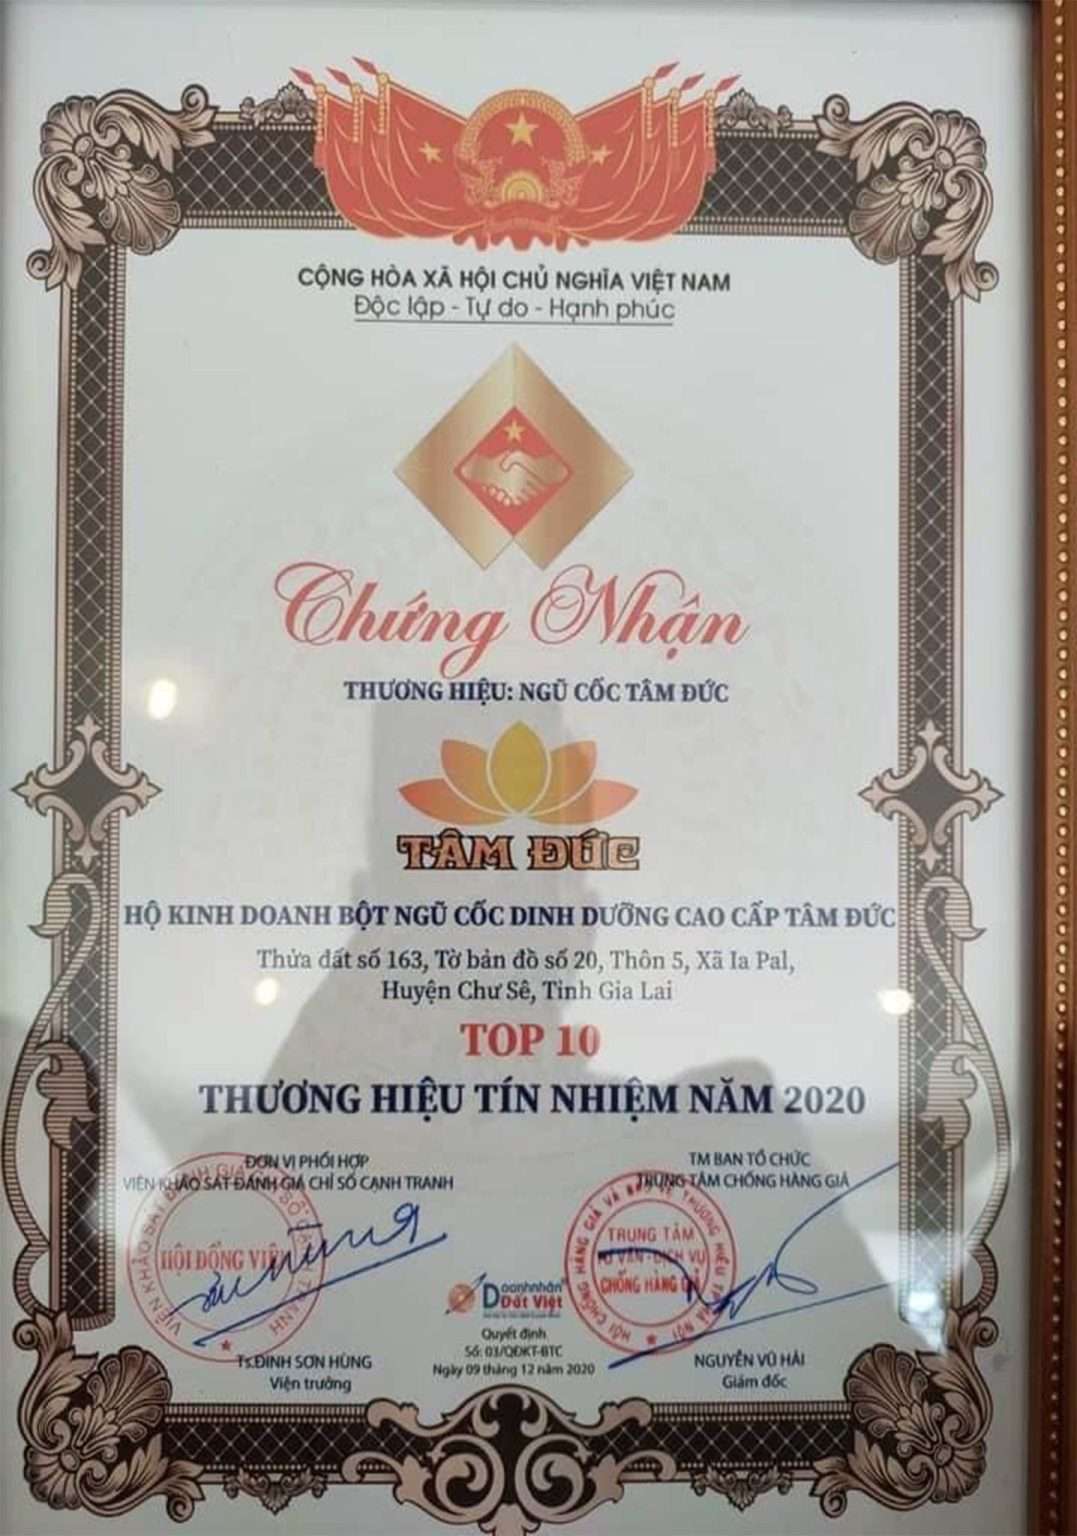 CỘNG HÒA XÃ HỘI CHỦ NGHĨA VIỆT NAM
Độc lập - Tự do - Hạnh phúc
Chứng Nhận
THƯƠNG HIỆU: NGŨ CỐC TÂM ĐỨC
TÂM ĐỨC
HỘ KINH DOANH BỘT NGŨ CỐC DINH DƯỠNG CAO CẤP TÂM ĐỨC
Thửa đất số 163, Tờ bản đồ số 20, Thôn 5, Xã Ia Pal,
Huyện Chư Sê, Tỉnh Gia Lai
TOP 10
THƯƠNG HIỆU TÍN NHIỆM NĂM 2020
ĐƠN VỊ PHỐI HỢP
VIỆN KHẢO SÁT ĐÁNH GIÁ CHỈ SỐ CẠNH TRANH
HỘI ĐỒNG VIỆN
Ts.ĐINH SƠN HÙNG
Viện trưởng
Doanhnhân
Đất Việt
Quyết định
Số: 03/QĐKT-BTC
Ngày 09 tháng 12 năm 2020
TM BAN TỔ CHỨC
TRUNG TÂM CHỐNG HÀNG GIẢ
TRUNG TÂM
TƯ VẤN - DỊCH VỤ
CHỐNG HÀNG GIẢ
NGUYỄN VŨ HẢI
Giám đốc